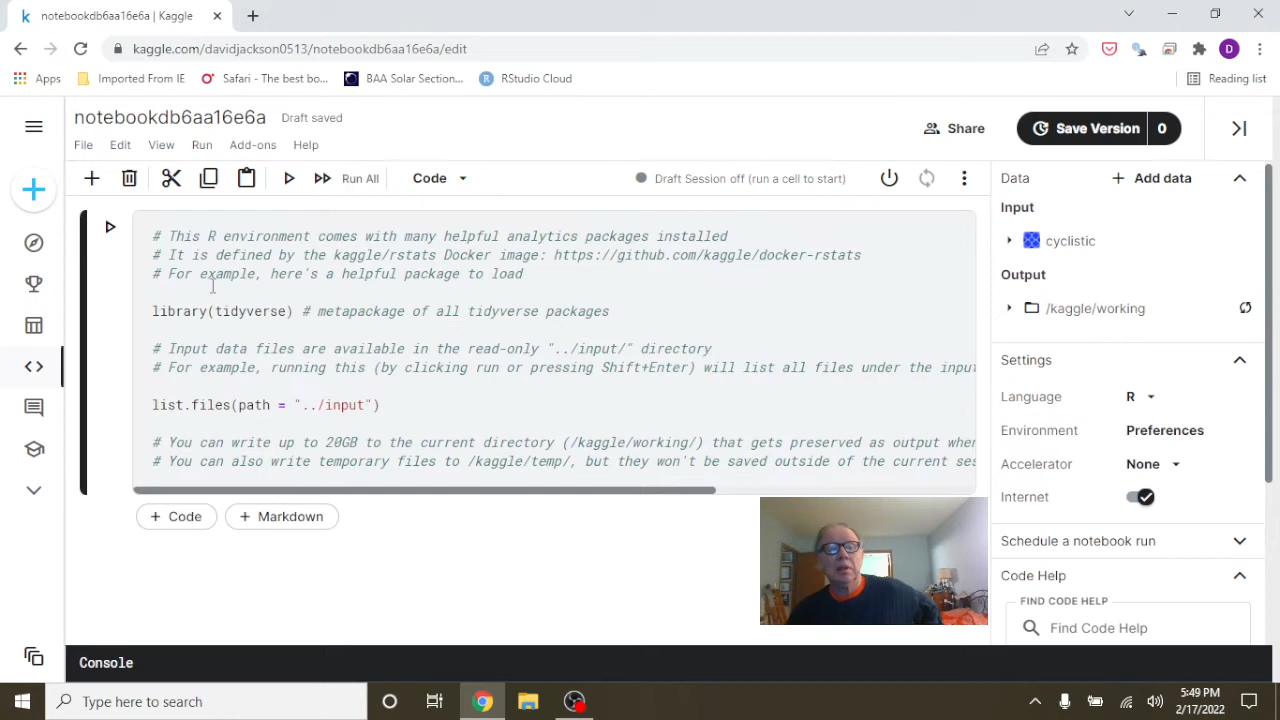 notebookdb6aa16e6a | Kaggle
kaggle.com/davidjackson0513/notebookdb6aa16e6a/edit
D
Apps
Imported From IE
Safari - The best bo...
BAA Solar Section...
RStudio Cloud
Reading list
notebookdb6aa16e6a
Draft saved
File Edit View Run Add-ons Help
Share
Save Version 0
Run All
Code
Draft Session off (run a cell to start)
# This R environment comes with many helpful analytics packages installed
# It is defined by the kaggle/rstats Docker image: https://github.com/kaggle/docker-rstats
# For example, here's a helpful package to load
library(tidyverse) # metapackage of all tidyverse packages
# Input data files are available in the read-only "../input/" directory
# For example, running this (by clicking run or pressing Shift+Enter) will list all files under the input
list.files(path = "../input")
# You can write up to 20GB to the current directory (/kaggle/working/) that gets preserved as output when
# You can also write temporary files to /kaggle/temp/, but they won't be saved outside of the current ses
+ Code
+ Markdown
Data
+ Add data
Input
cyclistic
Output
/kaggle/working
Settings
Language R
Environment Preferences
Accelerator None
Internet
Schedule a notebook run
Code Help
FIND CODE HELP
Find Code Help
Console
Type here to search
5:49 PM
2/17/2022